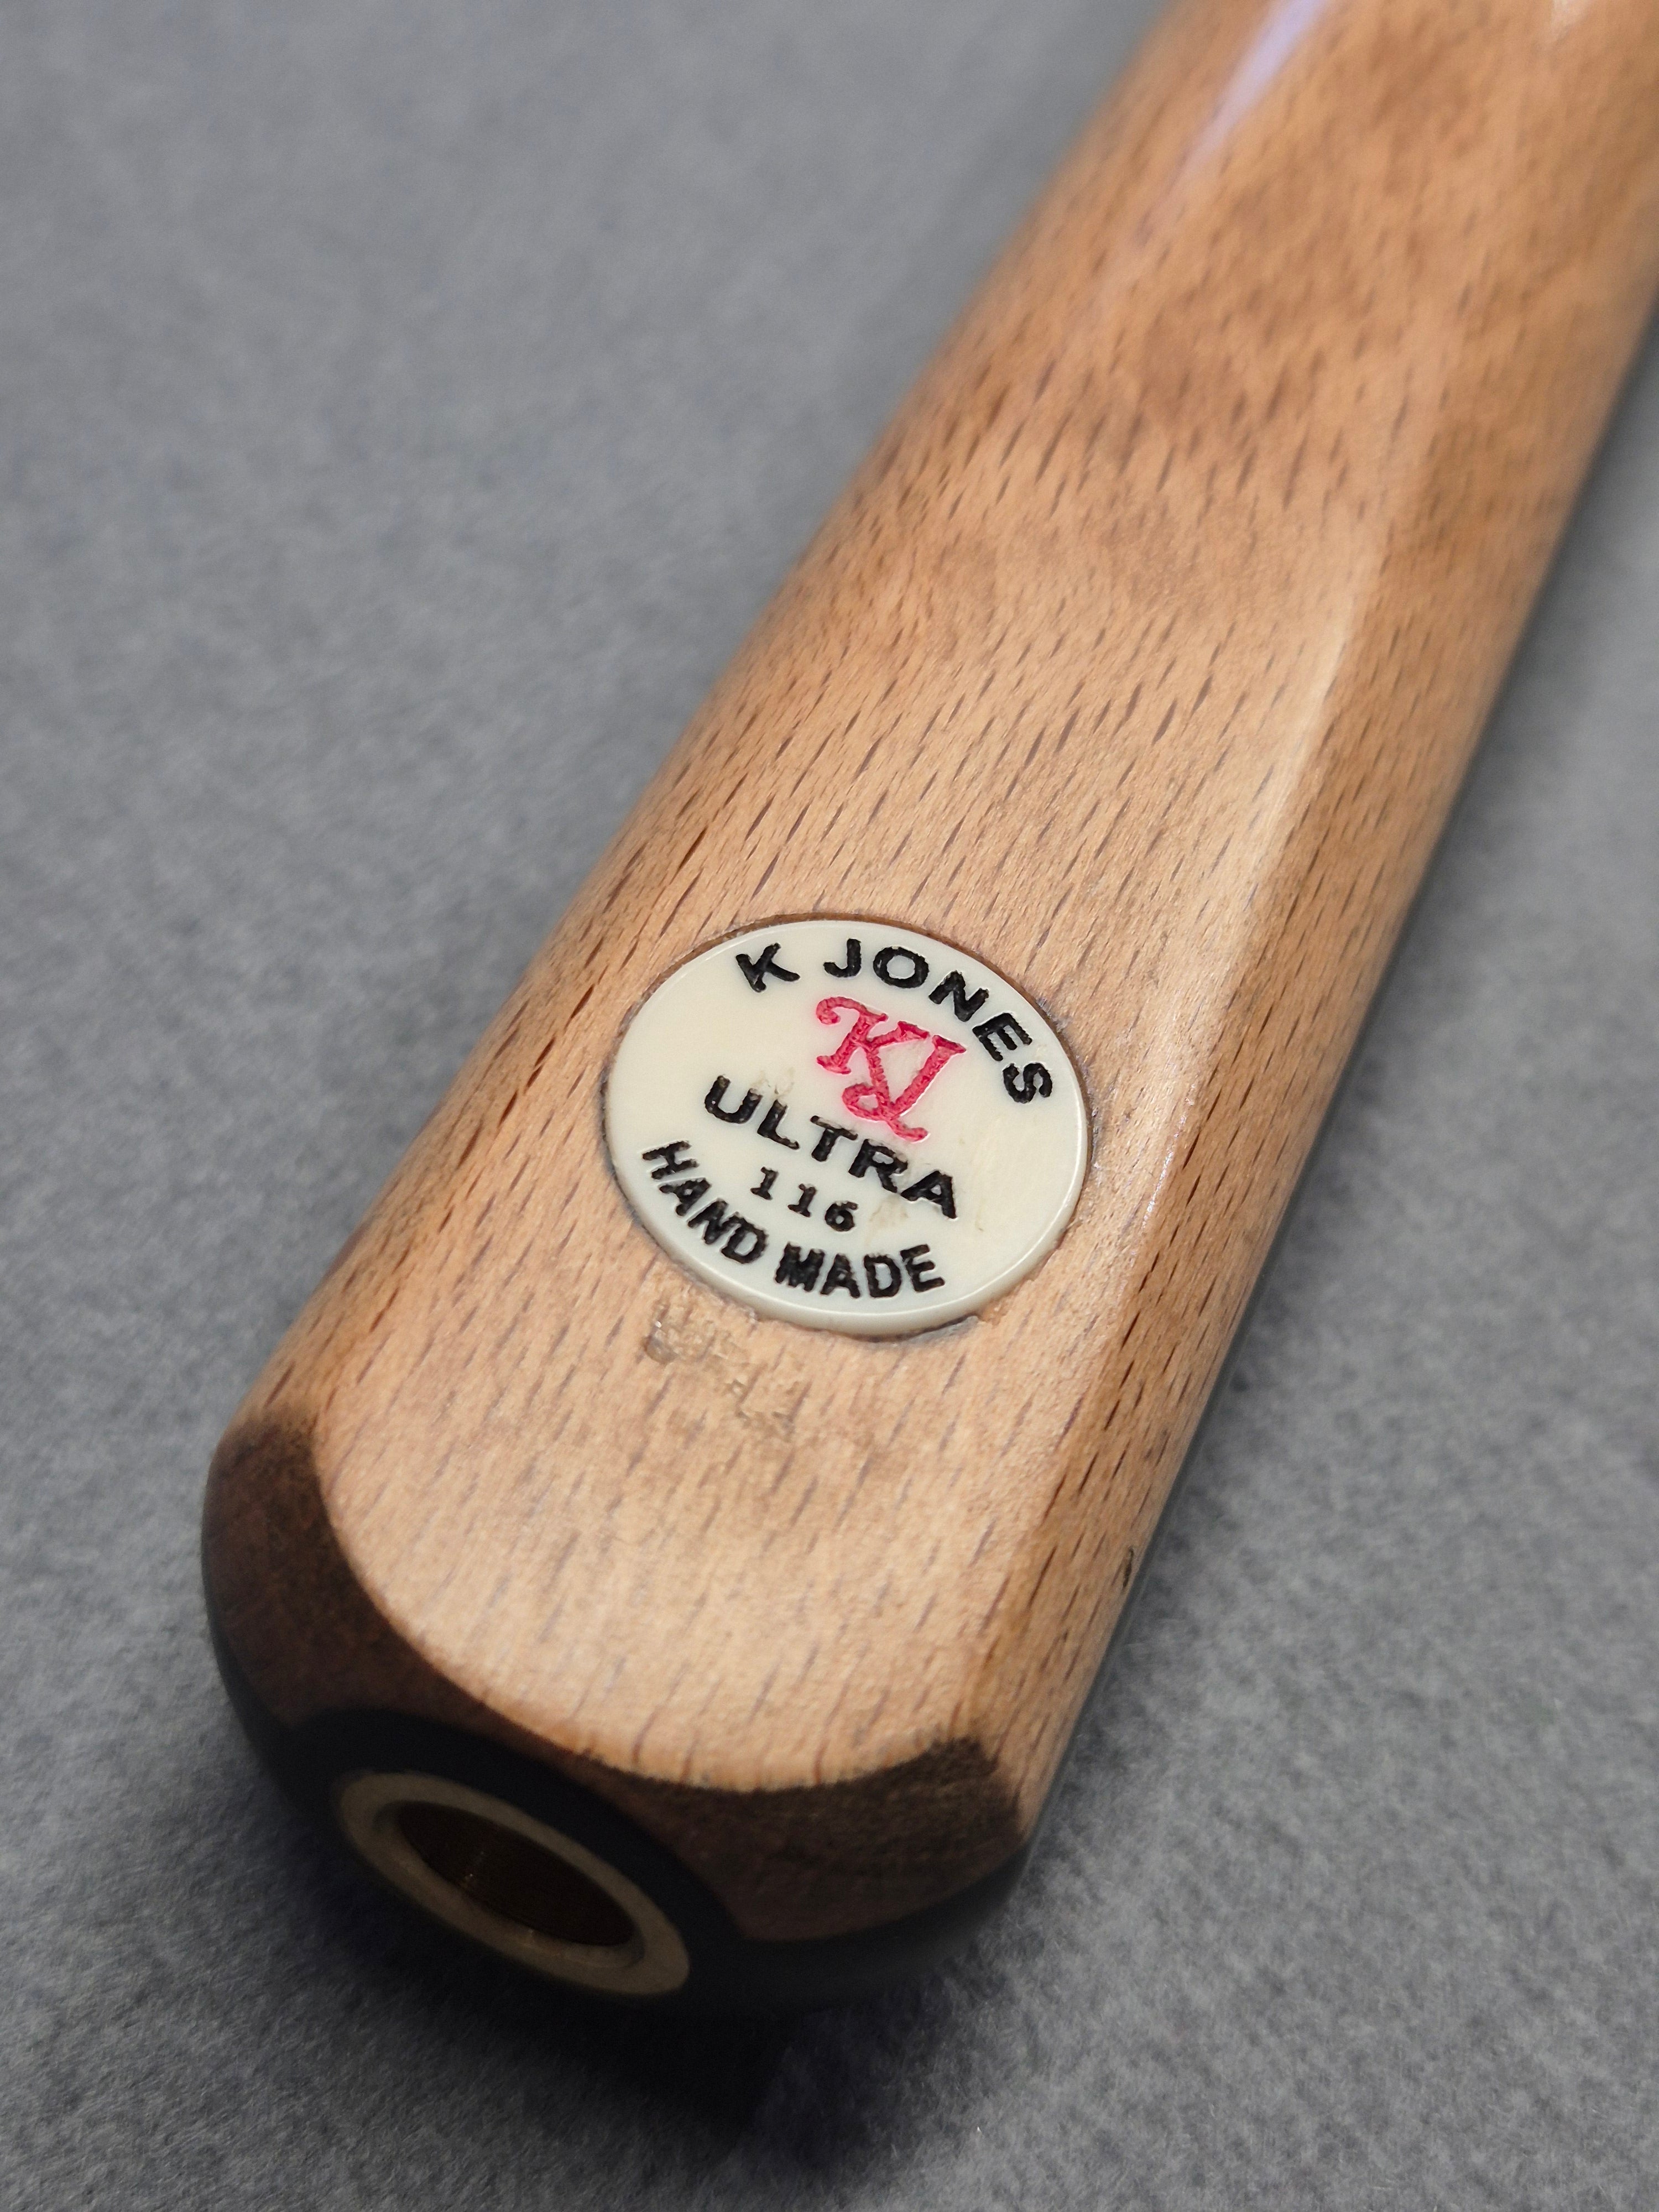 K JONES
KJ
ULTRA
116
HAND MADE